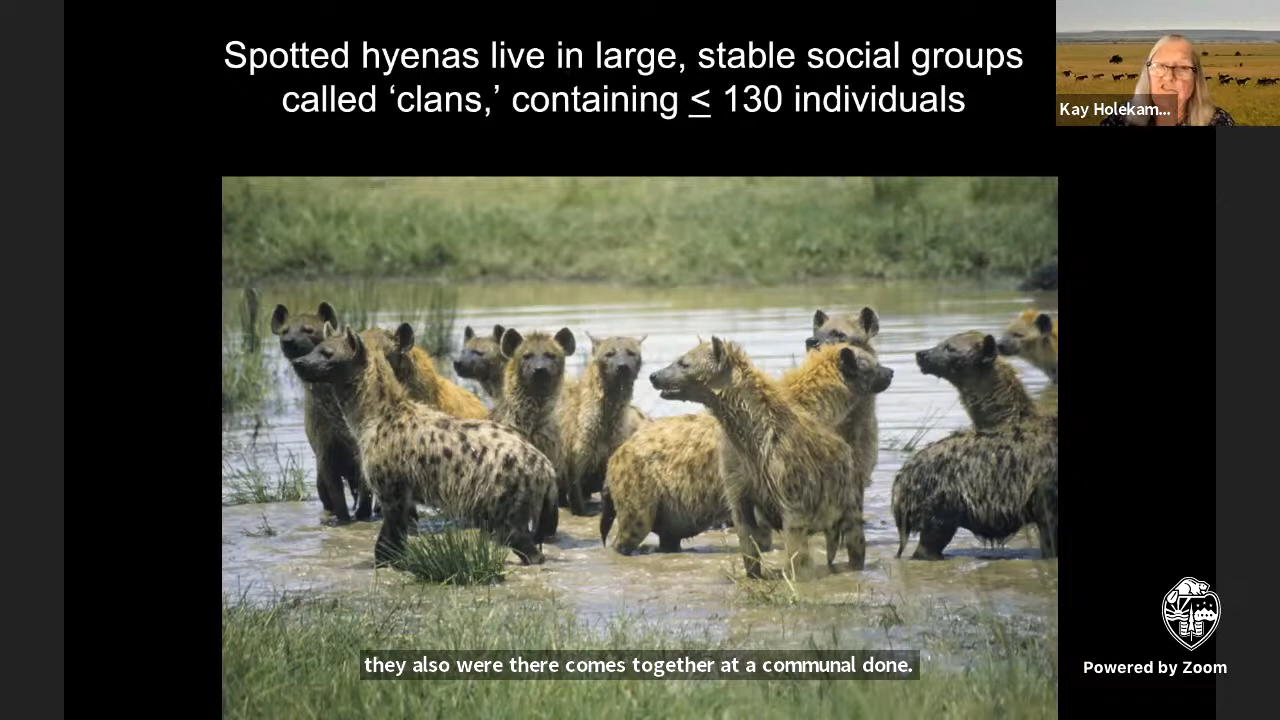 Spotted hyenas live in large, stable social groups
called ‘clans,’ containing ≤ 130 individuals
Kay Holekam...
they also were there comes together at a communal done.
Powered by Zoom